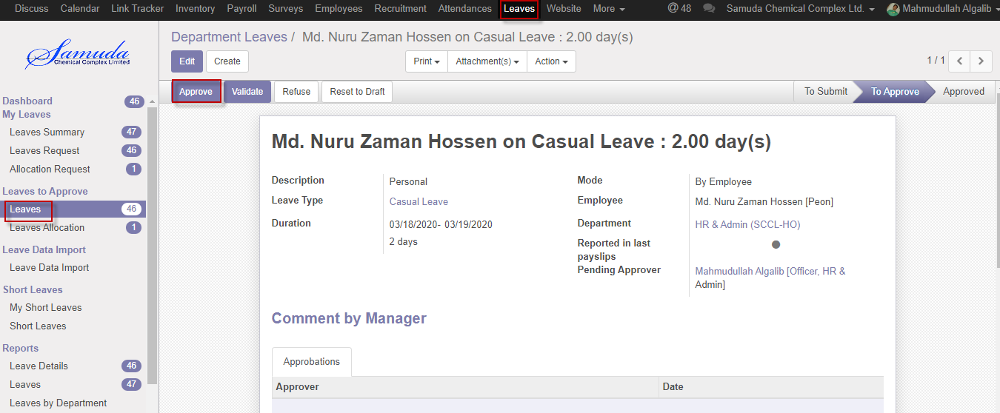 Discuss Calendar Link Tracker Inventory Payroll Surveys Employees Recruitment Attendances Leaves Website More @ 48 Samuda Chemical Complex Ltd. Mahmudullah Algalib
Samuda
Chemical Complex Limited
Department Leaves / Md. Nuru Zaman Hossen on Casual Leave : 2.00 day(s)
Edit Create Print Attachment(s) Action 1 / 1
Approve Validate Refuse Reset to Draft To Submit To Approve Approved
Dashboard 46
My Leaves
Leaves Summary 47
Leaves Request 46
Allocation Request 1
Leaves to Approve
Leaves 46
Leaves Allocation 1
Leave Data Import
Leave Data Import
Short Leaves
My Short Leaves
Short Leaves
Reports
Leave Details 46
Leaves 47
Leaves by Department
Md. Nuru Zaman Hossen on Casual Leave : 2.00 day(s)
Description Personal
Leave Type Casual Leave
Duration 03/18/2020- 03/19/2020
2 days
Mode By Employee
Employee Md. Nuru Zaman Hossen [Peon]
Department HR & Admin (SCCL-HO)
Reported in last
payslips
Pending Approver Mahmudullah Algalib [Officer, HR &
Admin]
Comment by Manager
Approbations
Approver Date